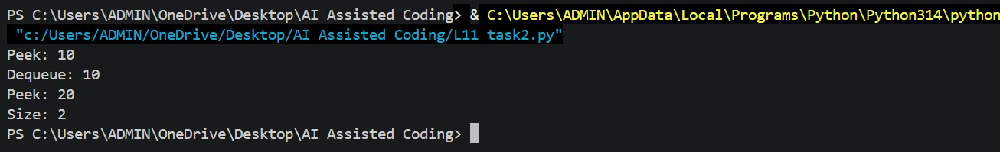 PS C:\Users\ADMIN\OneDrive\Desktop\AI Assisted Coding> & C:\Users\ADMIN\AppData\Local\Programs\Python\Python314\python
"c:/Users/ADMIN/OneDrive/Desktop/AI Assisted Coding/L11 task2.py"
Peek: 10
Dequeue: 10
Peek: 20
Size: 2
PS C:\Users\ADMIN\OneDrive\Desktop\AI Assisted Coding>